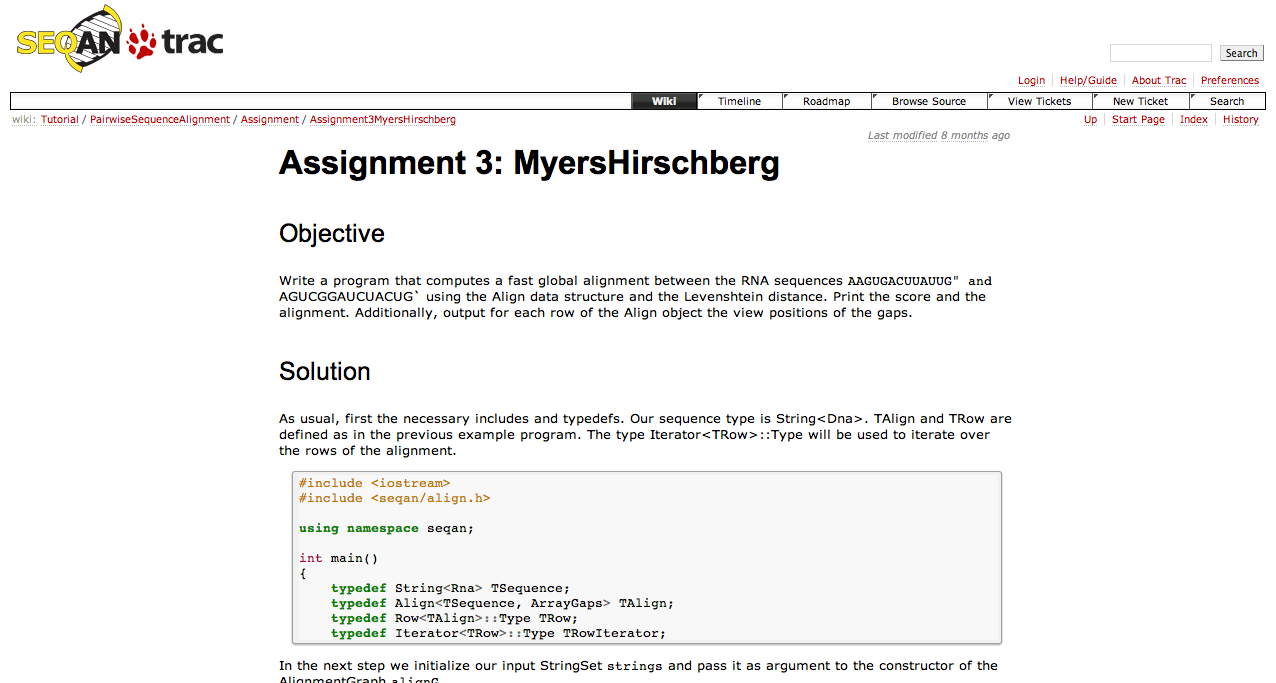 SEQAN trac
Search
Login Help/Guide About Trac Preferences
Wiki Timeline Roadmap Browse Source View Tickets New Ticket Search
wiki: Tutorial / PairwiseSequenceAlignment / Assignment / Assignment3MyersHirschberg
Up Start Page Index History
Last modified 8 months ago
Assignment 3: MyersHirschberg
Objective
Write a program that computes a fast global alignment between the RNA sequences AAGUGACUUAUUG" and
AGUCGGAUCUACUG` using the Align data structure and the Levenshtein distance. Print the score and the
alignment. Additionally, output for each row of the Align object the view positions of the gaps.
Solution
As usual, first the necessary includes and typedefs. Our sequence type is String<Dna>. TAlign and TRow are
defined as in the previous example program. The type Iterator<TRow>::Type will be used to iterate over
the rows of the alignment.
#include <iostream>
#include <seqan/align.h>
using namespace seqan;
int main()
{
typedef String<Rna> TSequence;
typedef Align<TSequence, ArrayGaps> TAlign;
typedef Row<TAlign>::Type TRow;
typedef Iterator<TRow>::Type TRowIterator;
In the next step we initialize our input StringSet strings and pass it as argument to the constructor of the
AlignmentGraph alignG